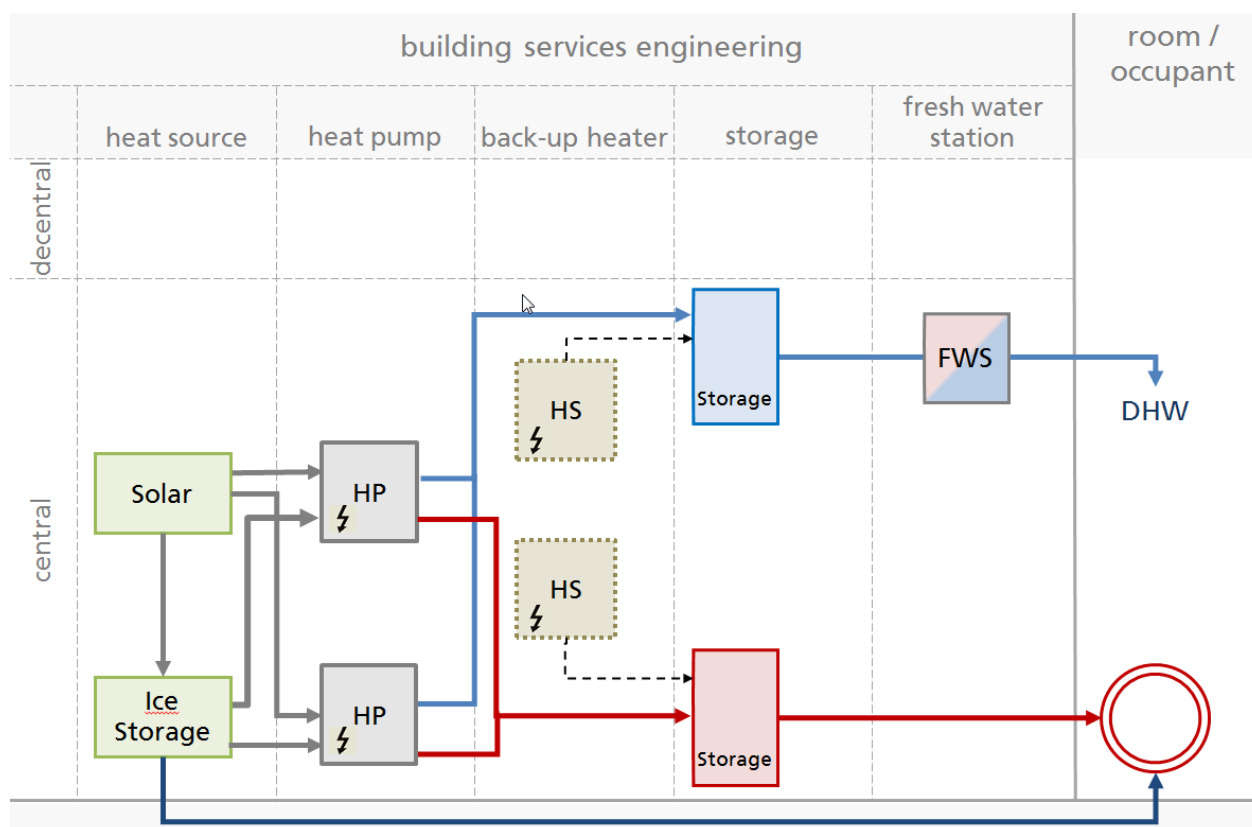 building services engineering
room /
occupant
heat source
heat pump
back-up heater
storage
fresh water
station
decentral
central
Storage
HS
FWS
DHW
Solar
HP
HS
Ice
Storage
HP
Storage